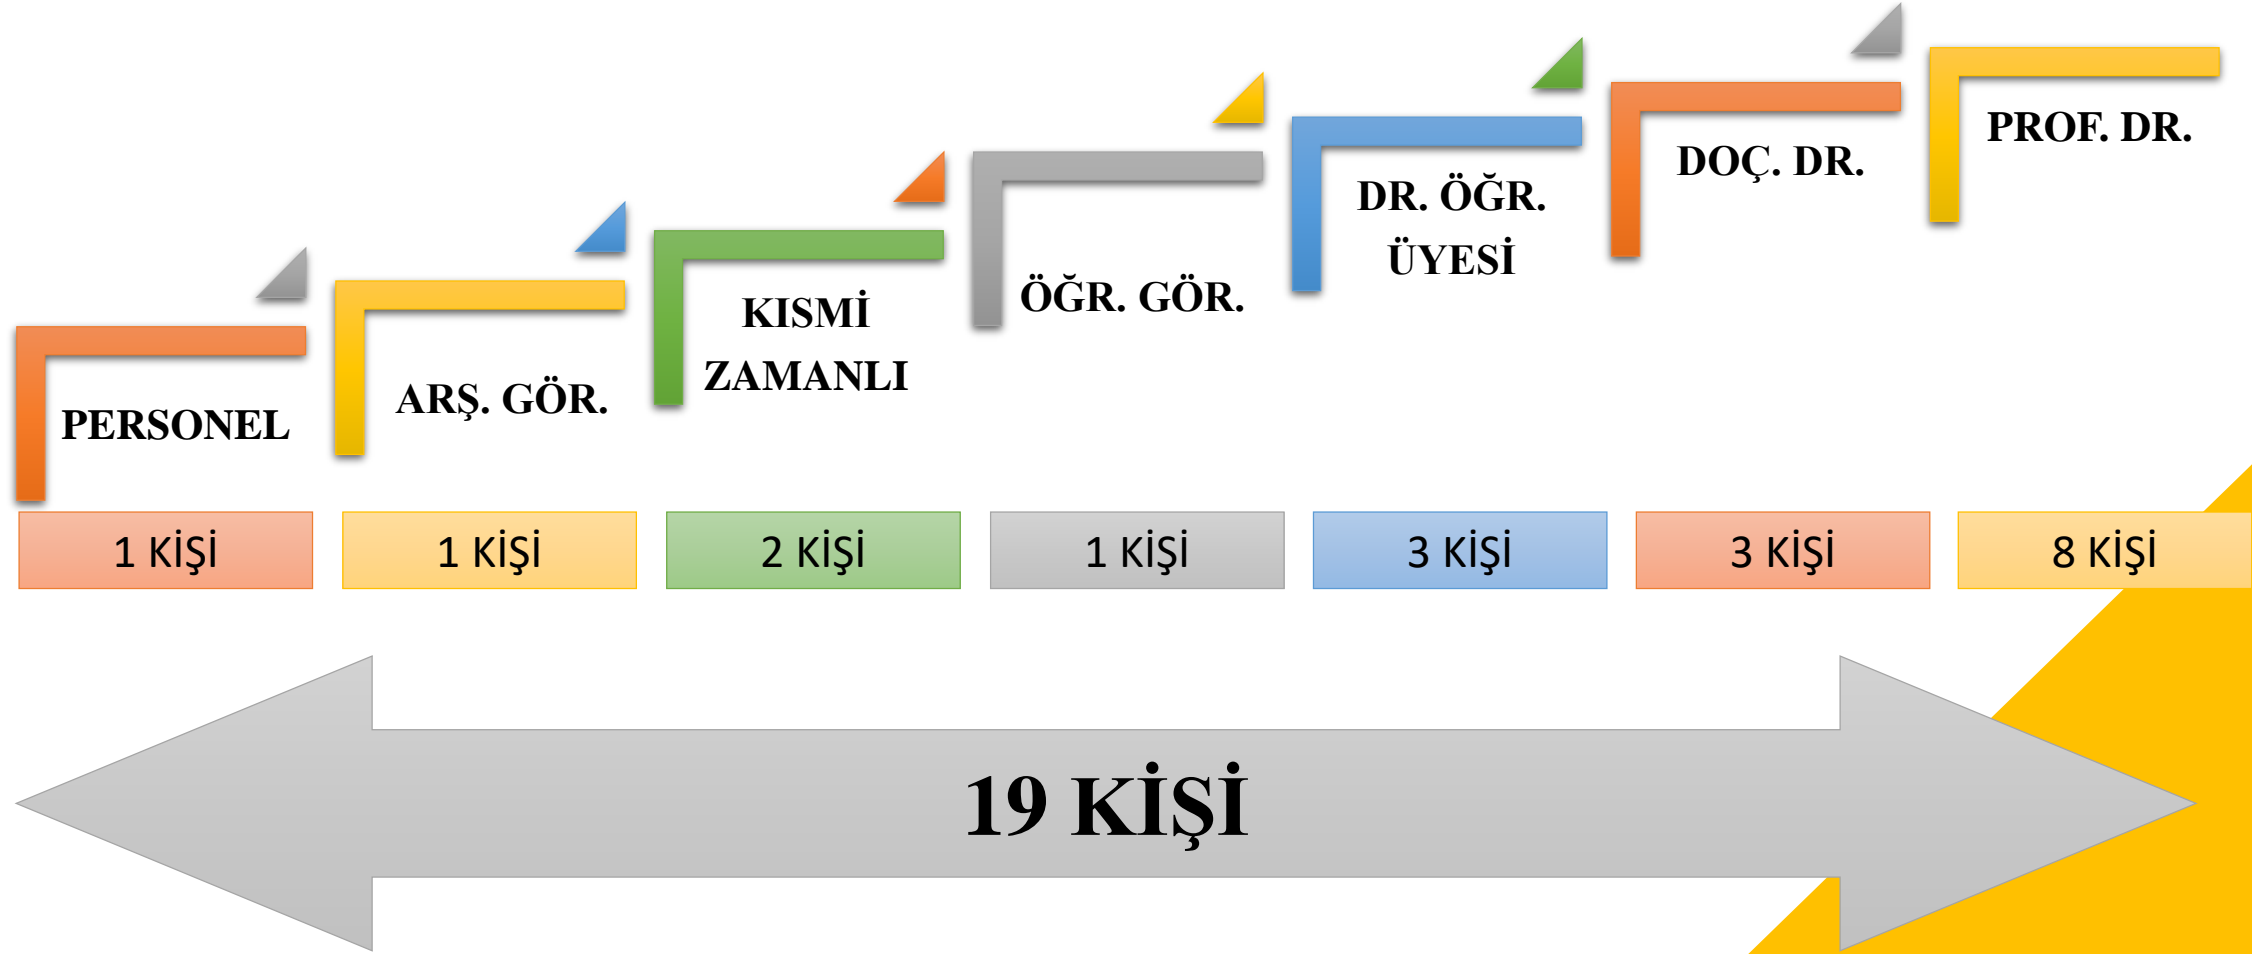 PERSONEL
ARŞ. GÖR.
KISMİ
ZAMANLI
ÖĞR. GÖR.
DR. ÖĞR.
ÜYESİ
DOÇ. DR.
PROF. DR.
1 KİŞİ
1 KİŞİ
2 KİŞİ
1 KİŞİ
3 KİŞİ
3 KİŞİ
8 KİŞİ
19 KİŞİ